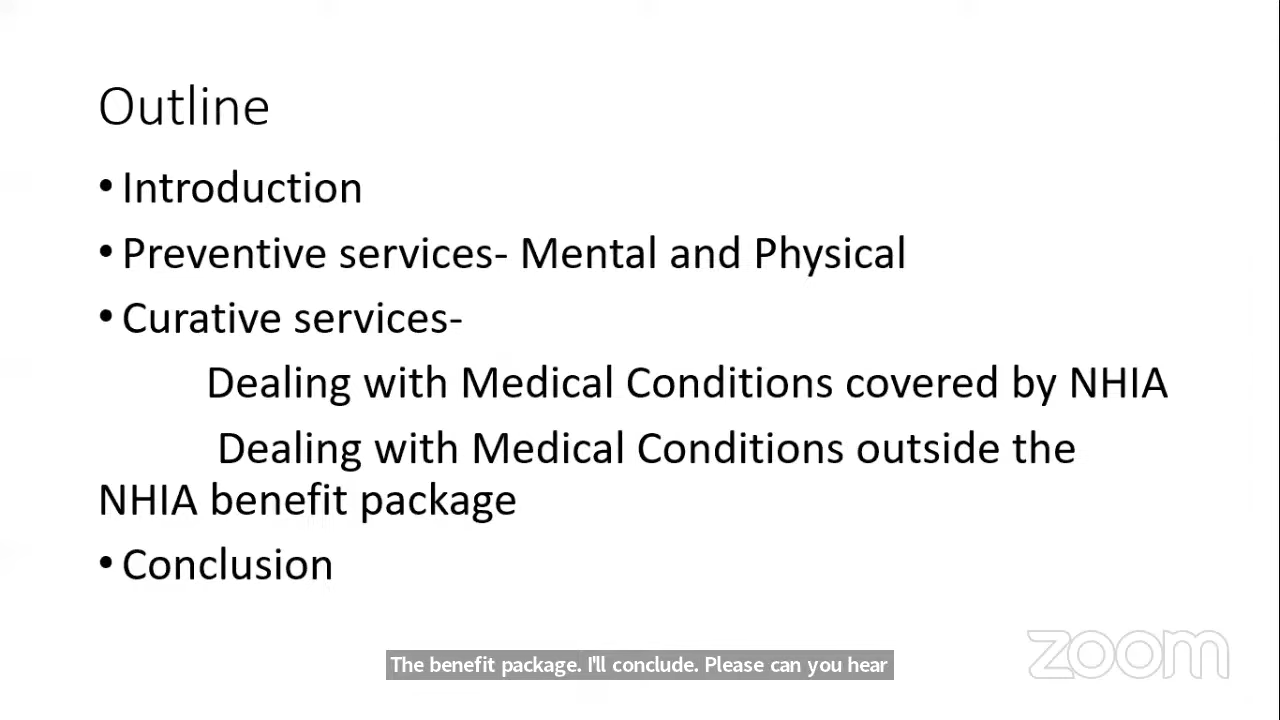 Outline
• Introduction
• Preventive services- Mental and Physical
• Curative services-
Dealing with Medical Conditions covered by NHIA
Dealing with Medical Conditions outside the
NHIA benefit package
• Conclusion
The benefit package. I'll conclude. Please can you hear
zoom